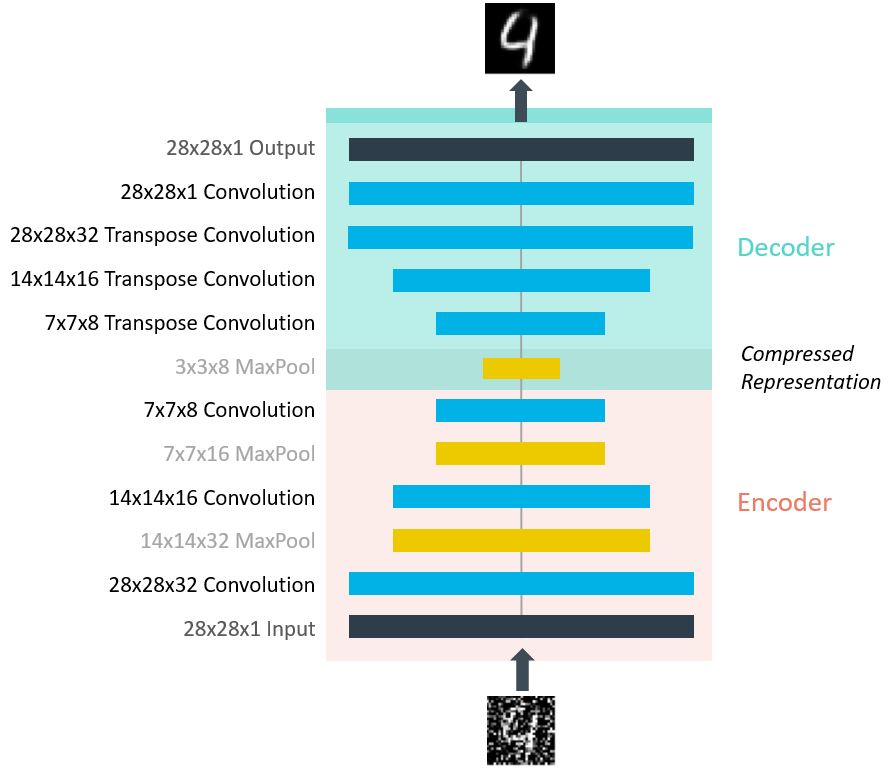 28x28x1 Output
28x28x1 Convolution
28x28x32 Transpose Convolution
14x14x16 Transpose Convolution
7x7x8 Transpose Convolution
3x3x8 MaxPool
7x7x8 Convolution
7x7x16 MaxPool
14x14x16 Convolution
14x14x32 MaxPool
28x28x32 Convolution
28x28x1 Input
Decoder
Compressed
Representation
Encoder
4